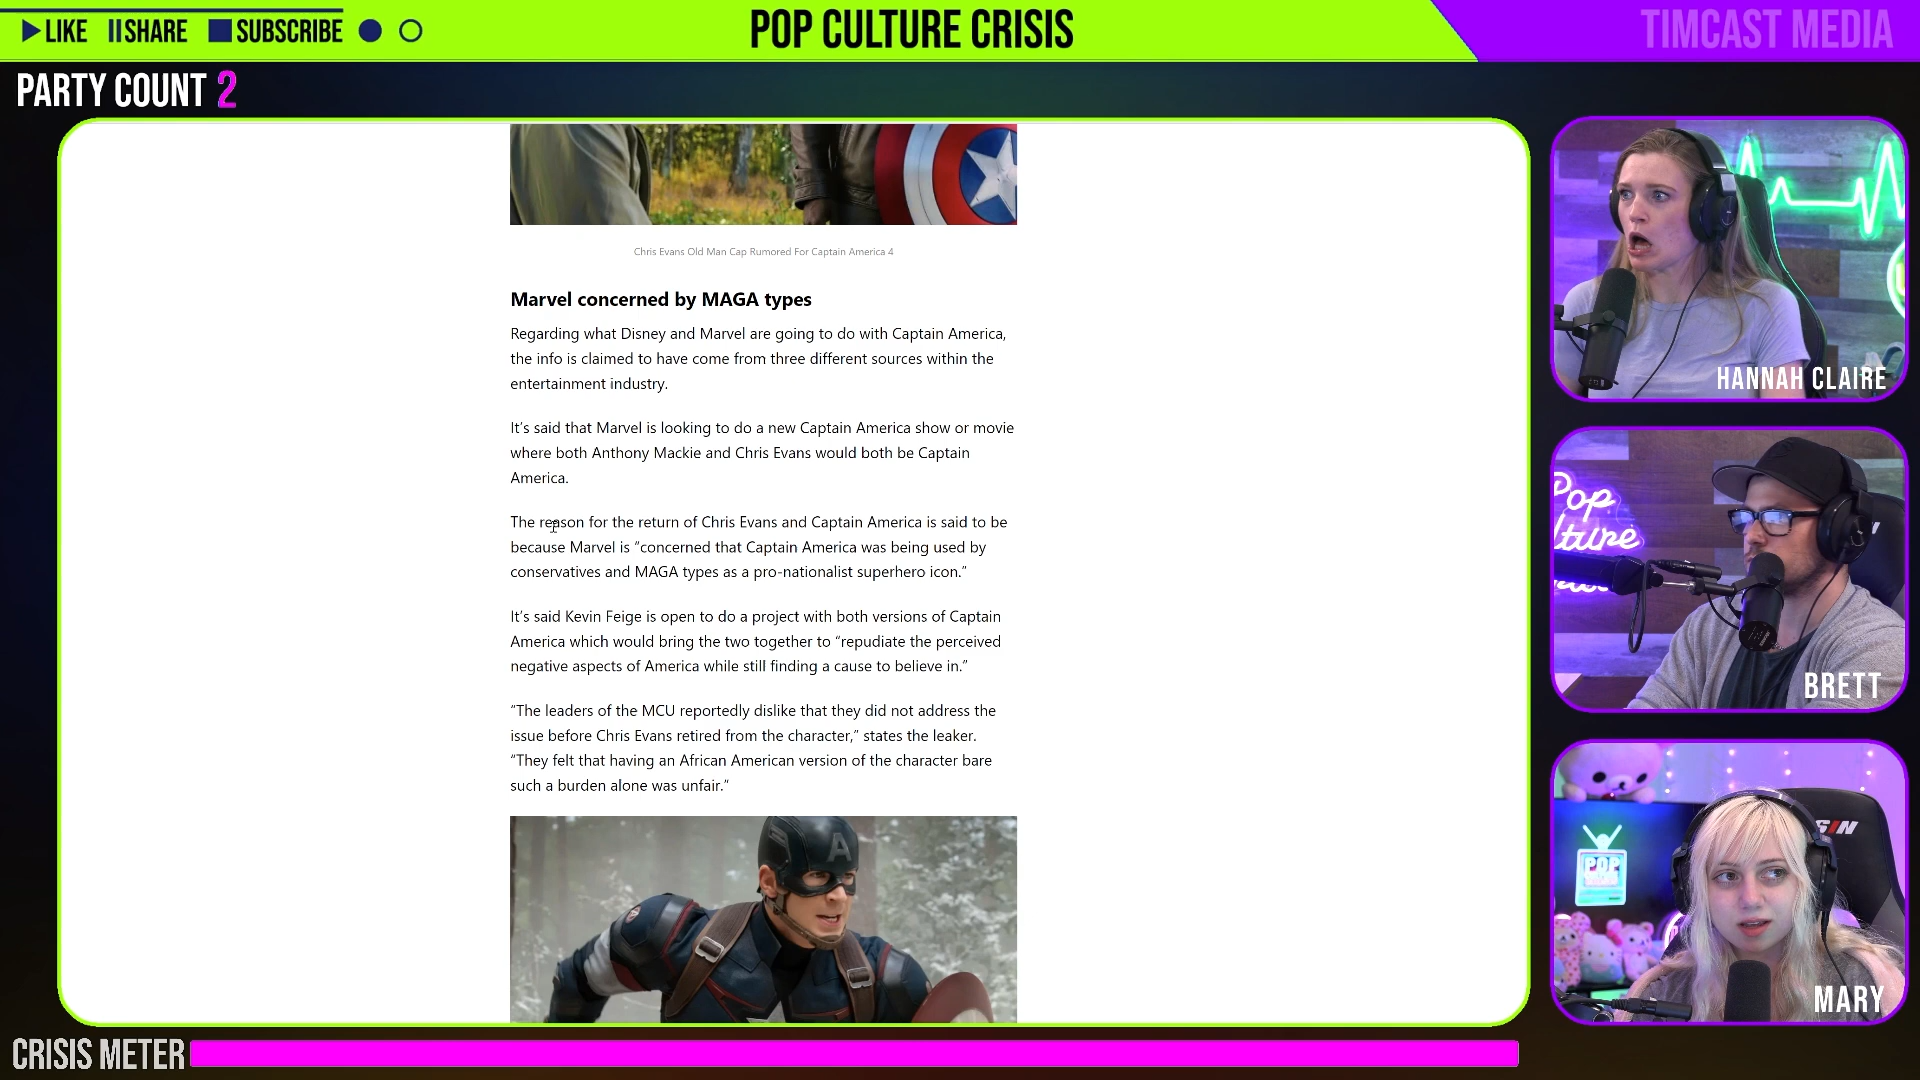 LIKE SHARE SUBSCRIBE
POP CULTURE CRISIS
TIMCAST MEDIA
PARTY COUNT 2
Chris Evans Old Man Cap Rumored For Captain America 4
Marvel concerned by MAGA types
Regarding what Disney and Marvel are going to do with Captain America,
the info is claimed to have come from three different sources within the
entertainment industry.
It’s said that Marvel is looking to do a new Captain America show or movie
where both Anthony Mackie and Chris Evans would both be Captain
America.
The reason for the return of Chris Evans and Captain America is said to be
because Marvel is “concerned that Captain America was being used by
conservatives and MAGA types as a pro-nationalist superhero icon.”
It’s said Kevin Feige is open to do a project with both versions of Captain
America which would bring the two together to “repudiate the perceived
negative aspects of America while still finding a cause to believe in.”
“The leaders of the MCU reportedly dislike that they did not address the
issue before Chris Evans retired from the character,” states the leaker.
“They felt that having an African American version of the character bare
such a burden alone was unfair.”
A
HANNAH CLAIRE
Pop
lture
BRETT
POP
MARY
CRISIS METER